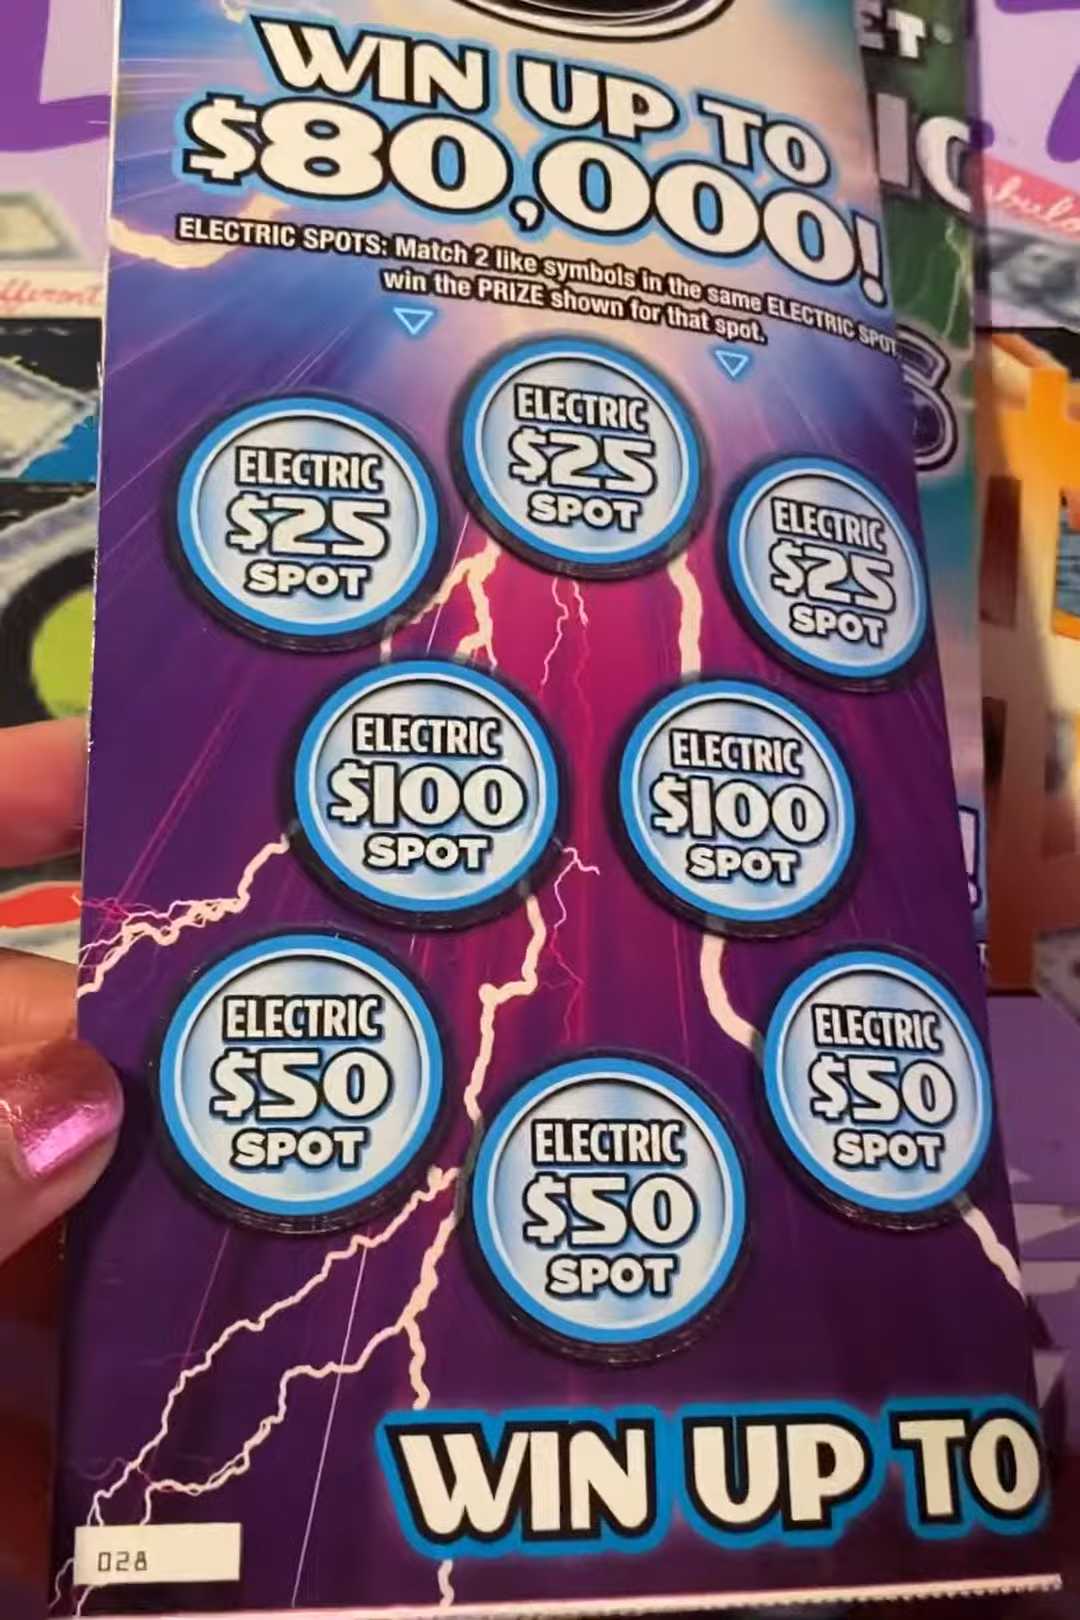 WIN UP TO
$80,000!
ELECTRIC SPOTS: Match 2 like symbols in the same ELECTRIC SPOT,
win the PRIZE shown for that spot.
ELECTRIC
$25
SPOT
ELECTRIC
$25
SPOT
ELECTRIC
$25
SPOT
ELECTRIC
$100
SPOT
ELECTRIC
$100
SPOT
ELECTRIC
$50
SPOT
ELECTRIC
$50
SPOT
ELECTRIC
$50
SPOT
WIN UP TO
028